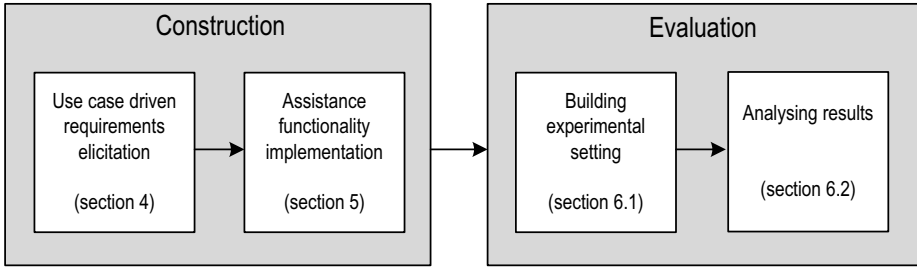 Construction
Use case driven
requirements
elicitation
(section 4)
Assistance
functionality
implementation
(section 5)
Evaluation
Building
experimental
setting
(section 6.1)
Analysing results
(section 6.2)